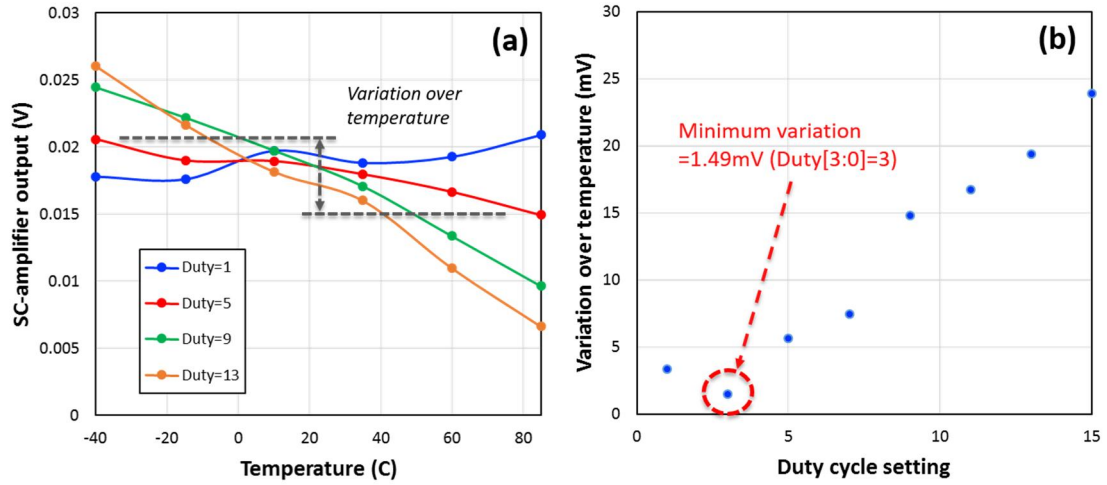 0.03
0.025
0.02
0.015
0.01
0.005
0
-40
-20
0
20
40
60
80
SC-amplifier output (V)
Temperature (C)
(a)
Variation over
temperature
Duty=1
Duty=5
Duty=9
Duty=13
30
25
20
15
10
5
0
0
5
10
15
Variation over temperature (mV)
Duty cycle setting
(b)
Minimum variation
=1.49mV (Duty[3:0]=3)